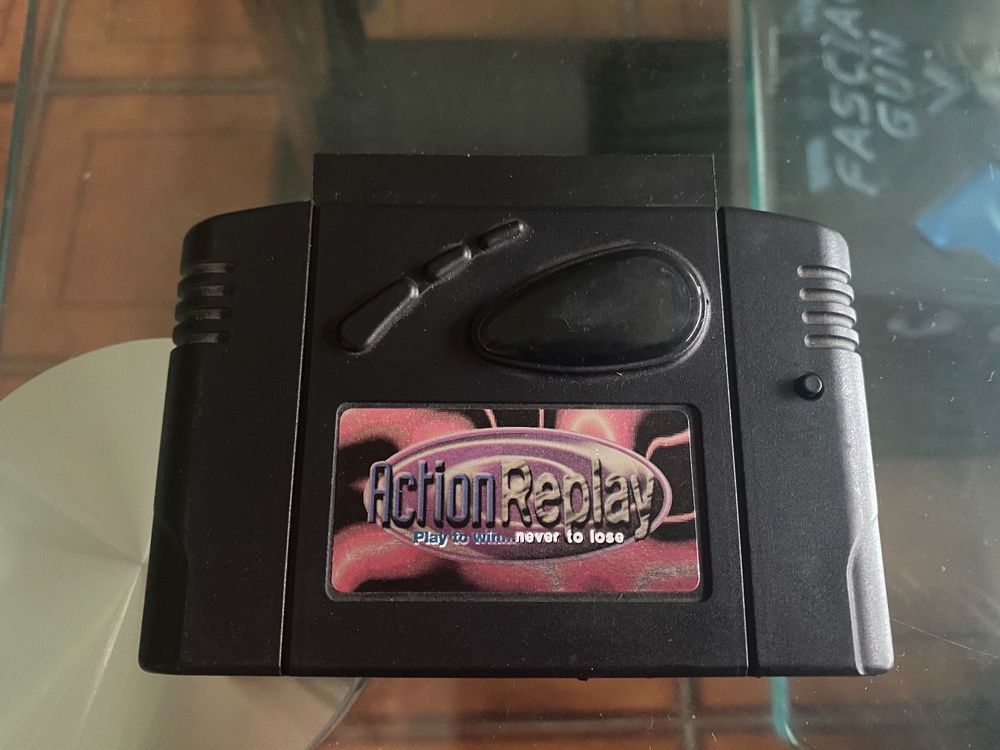 FASCIA
GUN
Action Replay
Play to win...never to lose